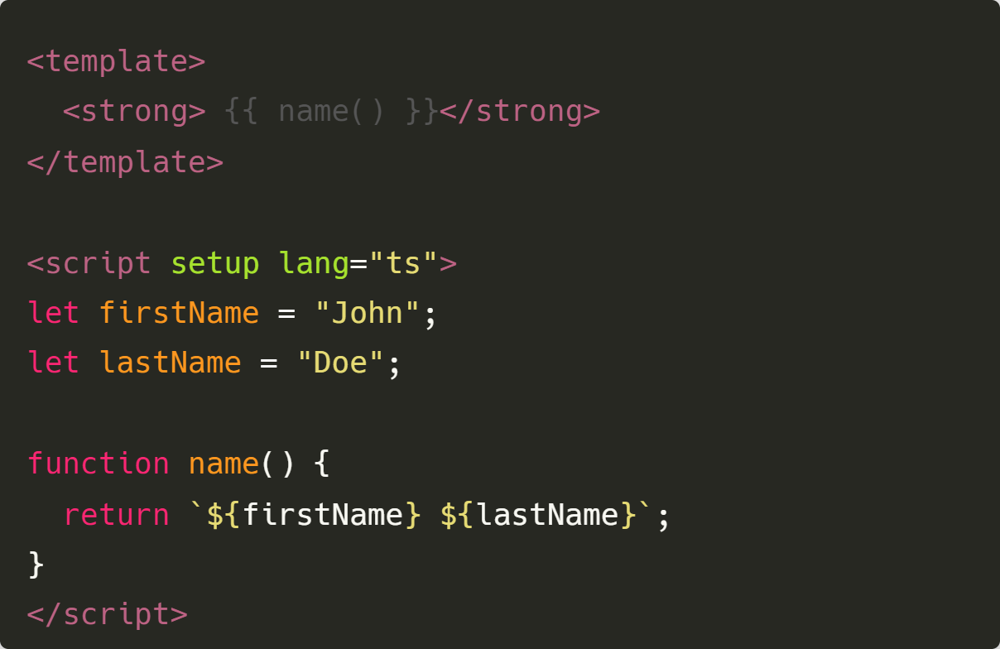 <template>
  <strong> {{ name() }}</strong>
</template>

<script setup lang="ts">
let firstName = "John";
let lastName = "Doe";

function name() {
  return `${firstName} ${lastName}`;
}
</script>